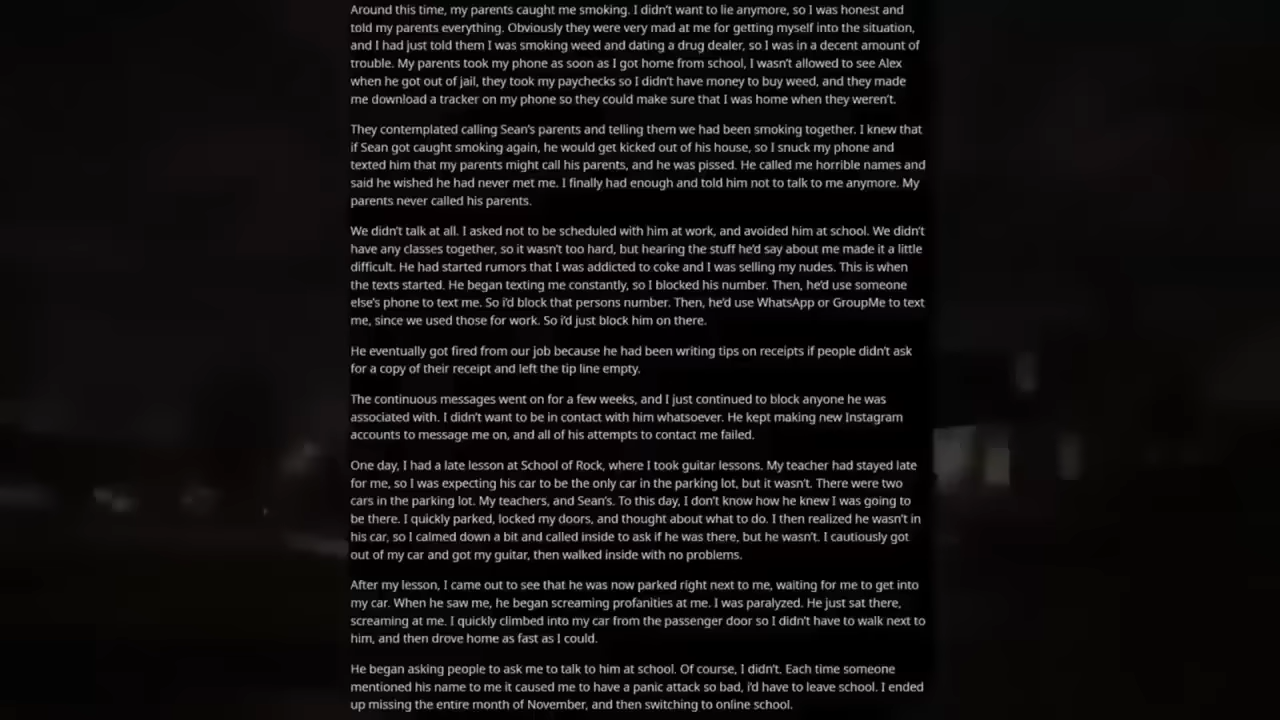 Around this time, my parents caught me smoking. I didn't want to lie anymore, so I was honest and
told my parents everything. Obviously they were very mad at me for getting myself into the situation,
and I had just told them I was smoking weed and dating a drug dealer, so I was in a decent amount of
trouble. My parents took my phone as soon as I got home from school, I wasn't allowed to see Alex
when he got out of jail, they took my paychecks so I didn't have money to buy weed, and they made
me download a tracker on my phone so they could make sure that I was home when they weren't.
They contemplated calling Sean's parents and telling them we had been smoking together. I knew that
if Sean got caught smoking again, he would get kicked out of his house, so I snuck my phone and
texted him that my parents might call his parents, and he was pissed. He called me horrible names and
said he wished he had never met me. I finally had enough and told him not to talk to me anymore. My
parents never called his parents.
We didn't talk at all. I asked not to be scheduled with him at work, and avoided him at school. We didn't
have any classes together, so it wasn't too hard, but hearing the stuff he'd say about me made it a little
difficult. He had started rumors that I was addicted to coke and I was selling my nudes. This is when
the texts started. He began texting me constantly, so I blocked his number. Then, he'd use someone
else's phone to text me. So i'd block that persons number. Then, he'd use WhatsApp or GroupMe to text
me, since we used those for work. So i'd just block him on there.
He eventually got fired from our job because he had been writing tips on receipts if people didn't ask
for a copy of their receipt and left the tip line empty.
The continuous messages went on for a few weeks, and I just continued to block anyone he was
associated with. I didn't want to be in contact with him whatsoever. He kept making new Instagram
accounts to message me on, and all of his attempts to contact me failed.
One day, I had a late lesson at School of Rock, where I took guitar lessons. My teacher had stayed late
for me, so I was expecting his car to be the only car in the parking lot, but it wasn't. There were two
cars in the parking lot. My teachers, and Sean's. To this day, I don't know how he knew I was going to
be there. I quickly parked, locked my doors, and thought about what to do. I then realized he wasn't in
his car, so I calmed down a bit and called inside to ask if he was there, but he wasn't. I cautiously got
out of my car and got my guitar, then walked inside with no problems.
After my lesson, I came out to see that he was now parked right next to me, waiting for me to get into
my car. When he saw me, he began screaming profanities at me. I was paralyzed. He just sat there,
screaming at me. I quickly climbed into my car from the passenger door so I didn't have to walk next to
him, and then drove home as fast as I could.
He began asking people to ask me to talk to him at school. Of course, I didn't. Each time someone
mentioned his name to me it caused me to have a panic attack so bad, i'd have to leave school. I ended
up missing the entire month of November, and then switching to online school.